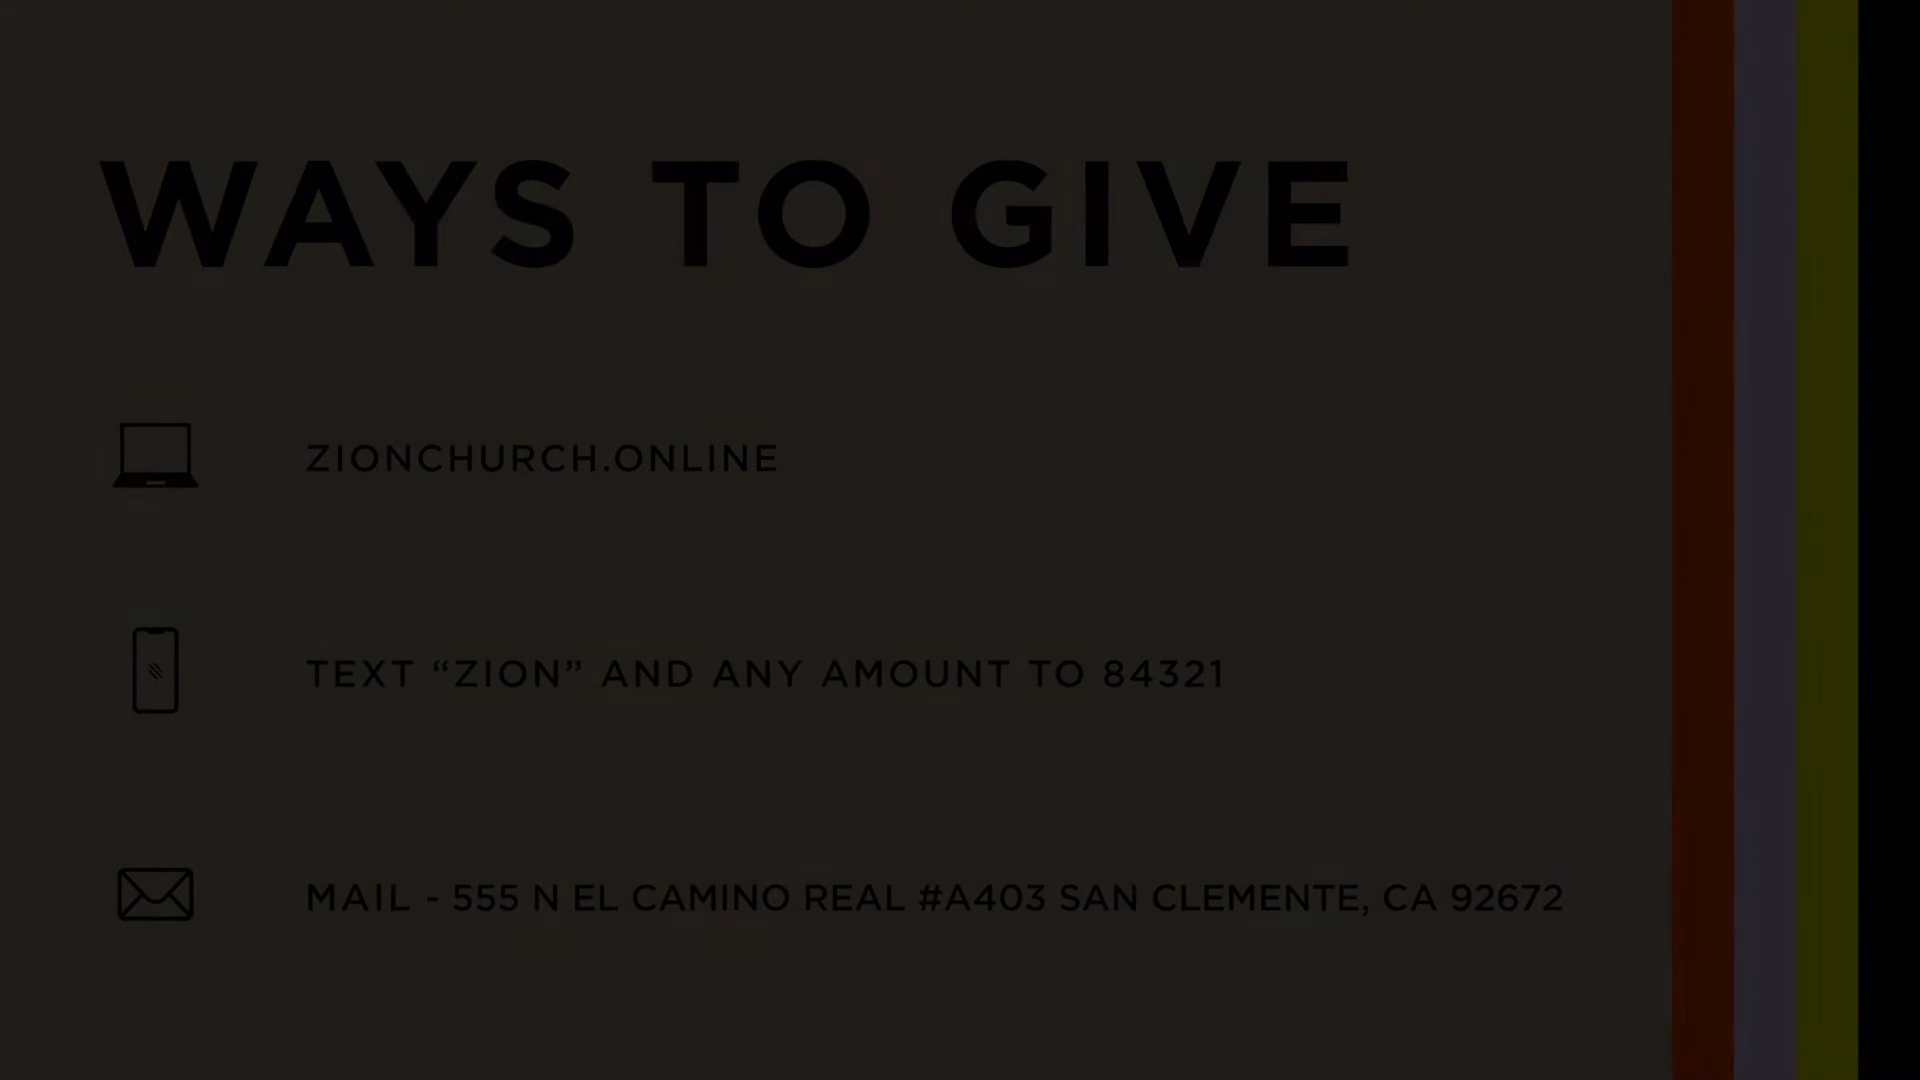 WAYS TO GIVE
ZIONCHURCH.ONLINE
TEXT “ZION” AND ANY AMOUNT TO 84321
MAIL - 555 N EL CAMINO REAL #A403 SAN CLEMENTE, CA 92672